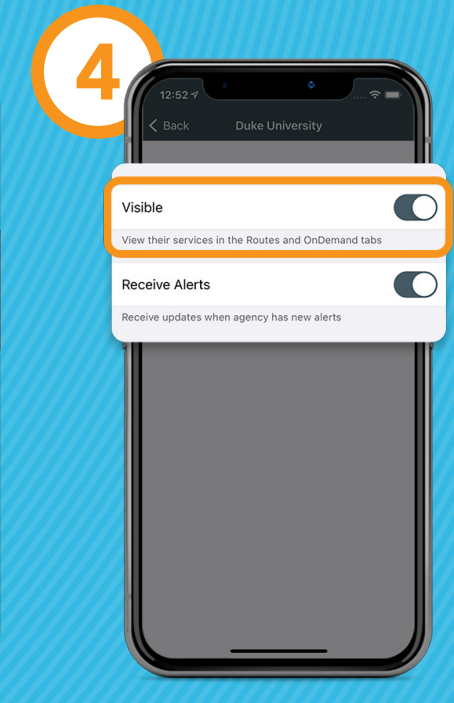 4
12:52
Back
Duke University
Visible
View their services in the Routes and OnDemand tabs
Receive Alerts
Receive updates when agency has new alerts